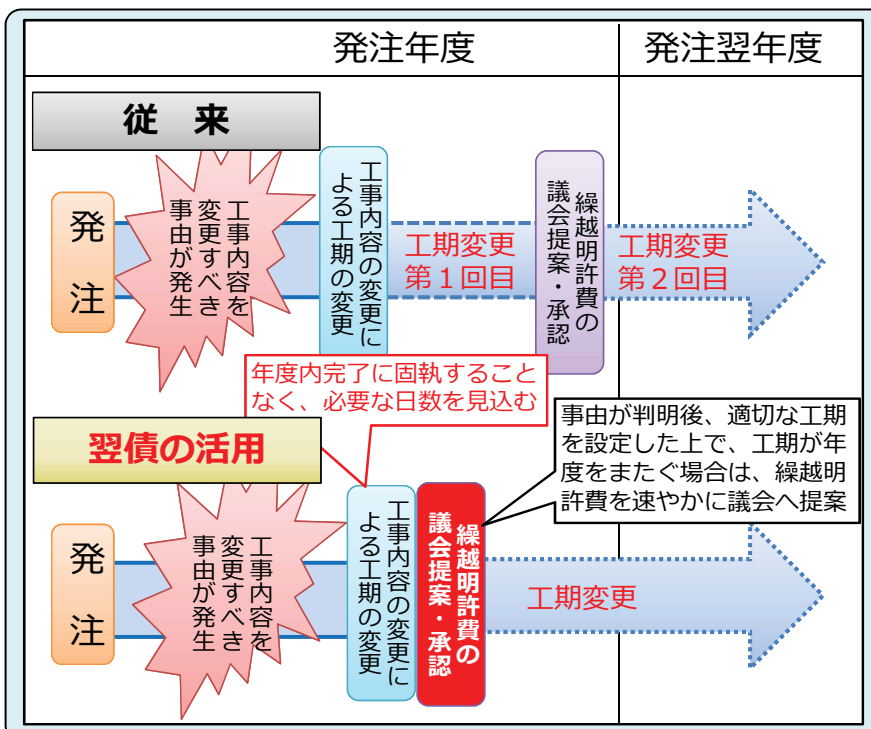 発注年度
発注翌年度
従　来
発
注
工事内容を
変更すべき
事由が発生
工事内容の変更に
よる工期の変更
工期変更
第１回目
繰越明許費の
議会提案・承認
工期変更
第２回目
年度内完了に固執すること
なく、必要な日数を見込む
事由が判明後、適切な工期
を設定した上で、工期が年
度をまたぐ場合は、繰越明
許費を速やかに議会へ提案
翌債の活用
発
注
工事内容を
変更すべき
事由が発生
工事内容の変更に
よる工期の変更
繰越明許費の
議会提案・承認
工期変更